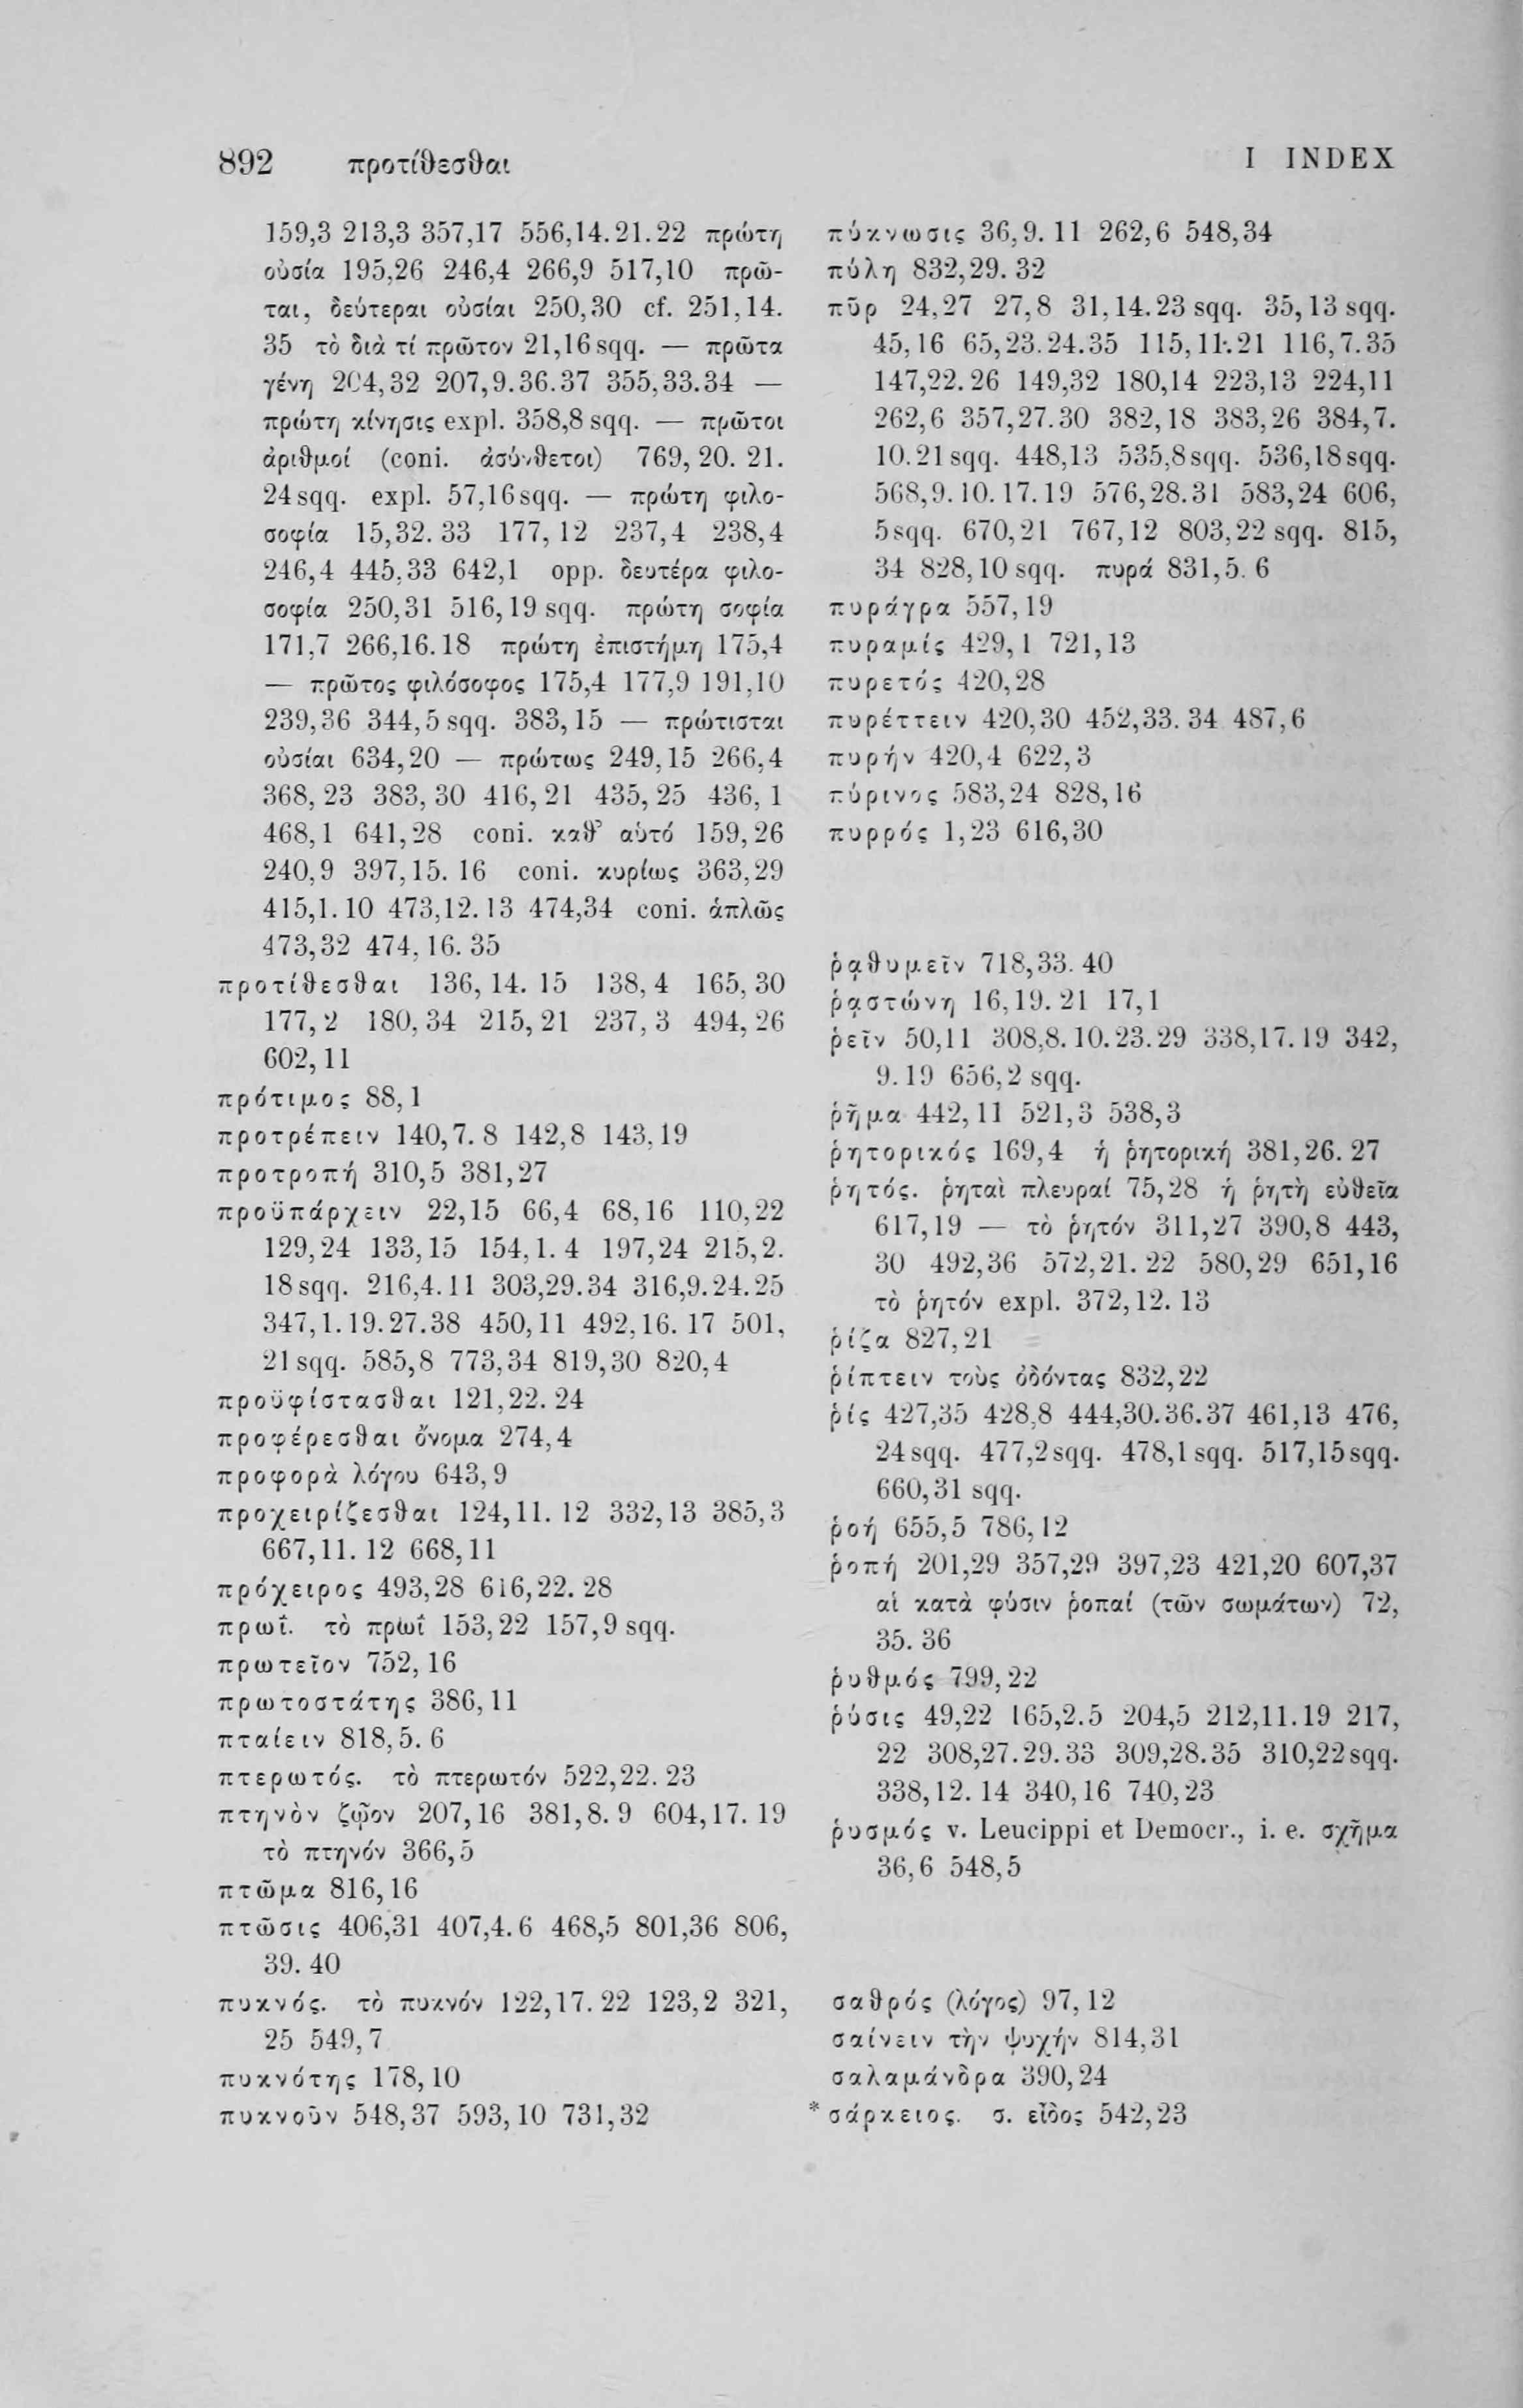 892 προτίθεσθαι I INDEX
159,3 213,3 357,17 556,14.21.22 πρώτη
οὐσία 195,26 246,4 266,9 517,10 πρῶ-
ται, δεύτεραι οὐσίαι 250,30 cf. 251,14.
35 τὸ διὰ τί πρῶτον 21,16 sqq. — πρῶτα
γένη 204,32 207,9.36.37 355,33.34 —
πρώτη κίνησις expl. 358,8 sqq. — πρῶτοι
ἀριθμοί (coni. ἀσύνθετοι) 769,20. 21.
24 sqq. expl. 57,16 sqq. — πρώτη φιλο-
σοφία 15,32. 33 177,12 237,4 238,4
246,4 445,33 642,1 opp. δευτέρα φιλο-
σοφία 250,31 516,19 sqq. πρώτη σοφία
171,7 266,16.18 πρώτη ἐπιστήμη 175,4
— πρῶτος φιλόσοφος 175,4 177,9 191,10
239,36 344,5 sqq. 383,15 — πρώτισται
οὐσίαι 634,20 — πρώτως 249,15 266,4
368,23 383,30 416,21 435,25 436,1
468,1 641,28 coni. καθ’ αὑτό 159,26
240,9 397,15. 16 coni. κυρίως 363,29
415,1.10 473,12.13 474,34 coni. ἁπλῶς
473,32 474,16. 35
προτίθεσθαι 136,14. 15 138,4 165,30
177,2 180,34 215,21 237,3 494,26
602,11
πρότιμος 88,1
προτρέπειν 140,7. 8 142,8 143,19
προτροπή 310,5 381,27
προϋπάρχειν 22,15 66,4 68,16 110,22
129,24 133,15 154,1. 4 197,24 215,2.
18 sqq. 216,4.11 303,29.34 316,9.24.25
347,1.19.27.38 450,11 492,16. 17 501,
21 sqq. 585,8 773,34 819,30 820,4
προϋφίστασθαι 121,22. 24
προφέρεσθαι ὄνομα 274,4
προφορὰ λόγου 643,9
προχειρίζεσθαι 124,11. 12 332,13 385,3
667,11. 12 668,11
πρόχειρος 493,28 616,22. 28
πρωΐ. τὸ πρωΐ 153,22 157,9 sqq.
πρωτεῖον 752,16
πρωτοστάτης 386,11
πταίειν 818,5. 6
πτερωτός. τὸ πτερωτόν 522,22. 23
πτηνὸν ζῷον 207,16 381,8. 9 604,17. 19
τὸ πτηνόν 366,5
πτῶμα 816,16
πτῶσις 406,31 407,4. 6 468,5 801,36 806,
39. 40
πυκνός. τὸ πυκνόν 122,17. 22 123,2 321,
25 549,7
πυκνότης 178,10
πυκνοῦν 548,37 593,10 731,32
πύκνωσις 36,9. 11 262,6 548,34
πύλη 832,29. 32
πῦρ 24,27 27,8 31,14.23 sqq. 35,13 sqq.
45,16 65,23.24.35 115,11.21 116,7.35
147,22. 26 149,32 180,14 223,13 224,11
262,6 357,27.30 382,18 383,26 384,7.
10.21 sqq. 448,13 535,8 sqq. 536,18 sqq.
568,9. 10. 17. 19 576,28.31 583,24 606,
5 sqq. 670,21 767,12 803,22 sqq. 815,
34 828,10 sqq. πυρά 831,5. 6
πυράγρα 557,19
πυραμίς 429,1 721,13
πυρετός 420,28
πυρέττειν 420,30 452,33. 34 487,6
πυρήν 420,4 622,3
πύρινος 583,24 828,16
πυρρός 1,23 616,30
ῥᾳθυμεῖν 718,33. 40
ῥᾳστώνη 16,19. 21 17,1
ῥεῖν 50,11 308,8. 10. 23. 29 338,17. 19 342,
9. 19 656,2 sqq.
ῥῆμα 442,11 521,3 538,3
ῥητορικός 169,4 ἡ ῥητορική 381,26. 27
ῥητός. ῥηταὶ πλευραί 75,28 ἡ ῥητὴ εὐθεῖα
617,19 — τὸ ῥητόν 311,27 390,8 443,
30 492,36 572,21. 22 580,29 651,16
τὸ ῥητόν expl. 372,12. 13
ῥίζα 827,21
ῥίπτειν τοὺς ὀδόντας 832,22
ῥίς 427,35 428,8 444,30.36.37 461,13 476,
24 sqq. 477,2 sqq. 478,1 sqq. 517,15 sqq.
660,31 sqq.
ῥοή 655,5 786,12
ῥοπή 201,29 357,29 397,23 421,20 607,37
αἱ κατὰ φύσιν ῥοπαί (τῶν σωμάτων) 72,
35. 36
ῥυθμός 799,22
ῥύσις 49,22 165,2.5 204,5 212,11.19 217,
22 308,27.29.33 309,28.35 310,22 sqq.
338,12. 14 340,16 740,23
ῥυσμός v. Leucippi et Democr., i. e. σχῆμα
36,6 548,5
σαθρός (λόγος) 97,12
σαίνειν τὴν ψυχήν 814,31
σαλαμάνδρα 390,24
*σάρκειος. σ. εἶδος 542,23